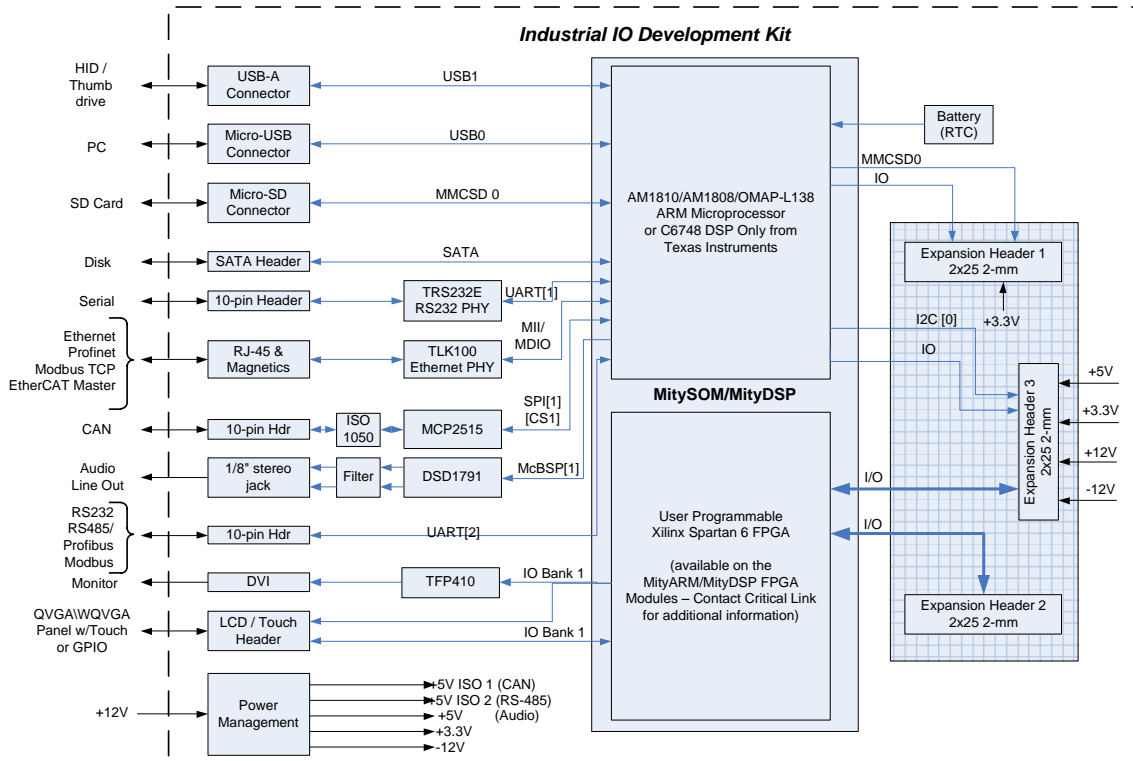 Industrial IO Development Kit
HID /
Thumb
drive
USB-A
Connector
USB1
PC
Micro-USB
Connector
USB0
SD Card
Micro-SD
Connector
MMCSD 0
Disk
SATA Header
SATA
Serial
10-pin Header
TRS232E
RS232 PHY
UART[1]
Ethernet
Profinet
Modbus TCP
EtherCAT Master
RJ-45 &
Magnetics
TLK100
Ethernet PHY
MII/
MDIO
CAN
10-pin Hdr
ISO
1050
MCP2515
SPI[1]
[CS1]
Audio
Line Out
1/8" stereo
jack
Filter
DSD1791
McBSP[1]
RS232
RS485/
Profibus
Modbus
10-pin Hdr
UART[2]
Monitor
DVI
TFP410
IO Bank 1
QVGA\WQVGA
Panel w/Touch
or GPIO
LCD / Touch
Header
IO Bank 1
+12V
Power
Management
+5V ISO 1 (CAN)
+5V ISO 2 (RS-485)
+5V (Audio)
+3.3V
-12V
AM1810/AM1808/OMAP-L138
ARM Microprocessor
or C6748 DSP Only from
Texas Instruments
MitySOM/MityDSP
User Programmable
Xilinx Spartan 6 FPGA
(available on the
MityARM/MityDSP FPGA
Modules – Contact Critical Link
for additional information)
Battery
(RTC)
MMCSD0
IO
Expansion Header 1
2x25 2-mm
+3.3V
I2C [0]
IO
Expansion Header 3
2x25 2-mm
+5V
+3.3V
+12V
-12V
I/O
I/O
Expansion Header 2
2x25 2-mm